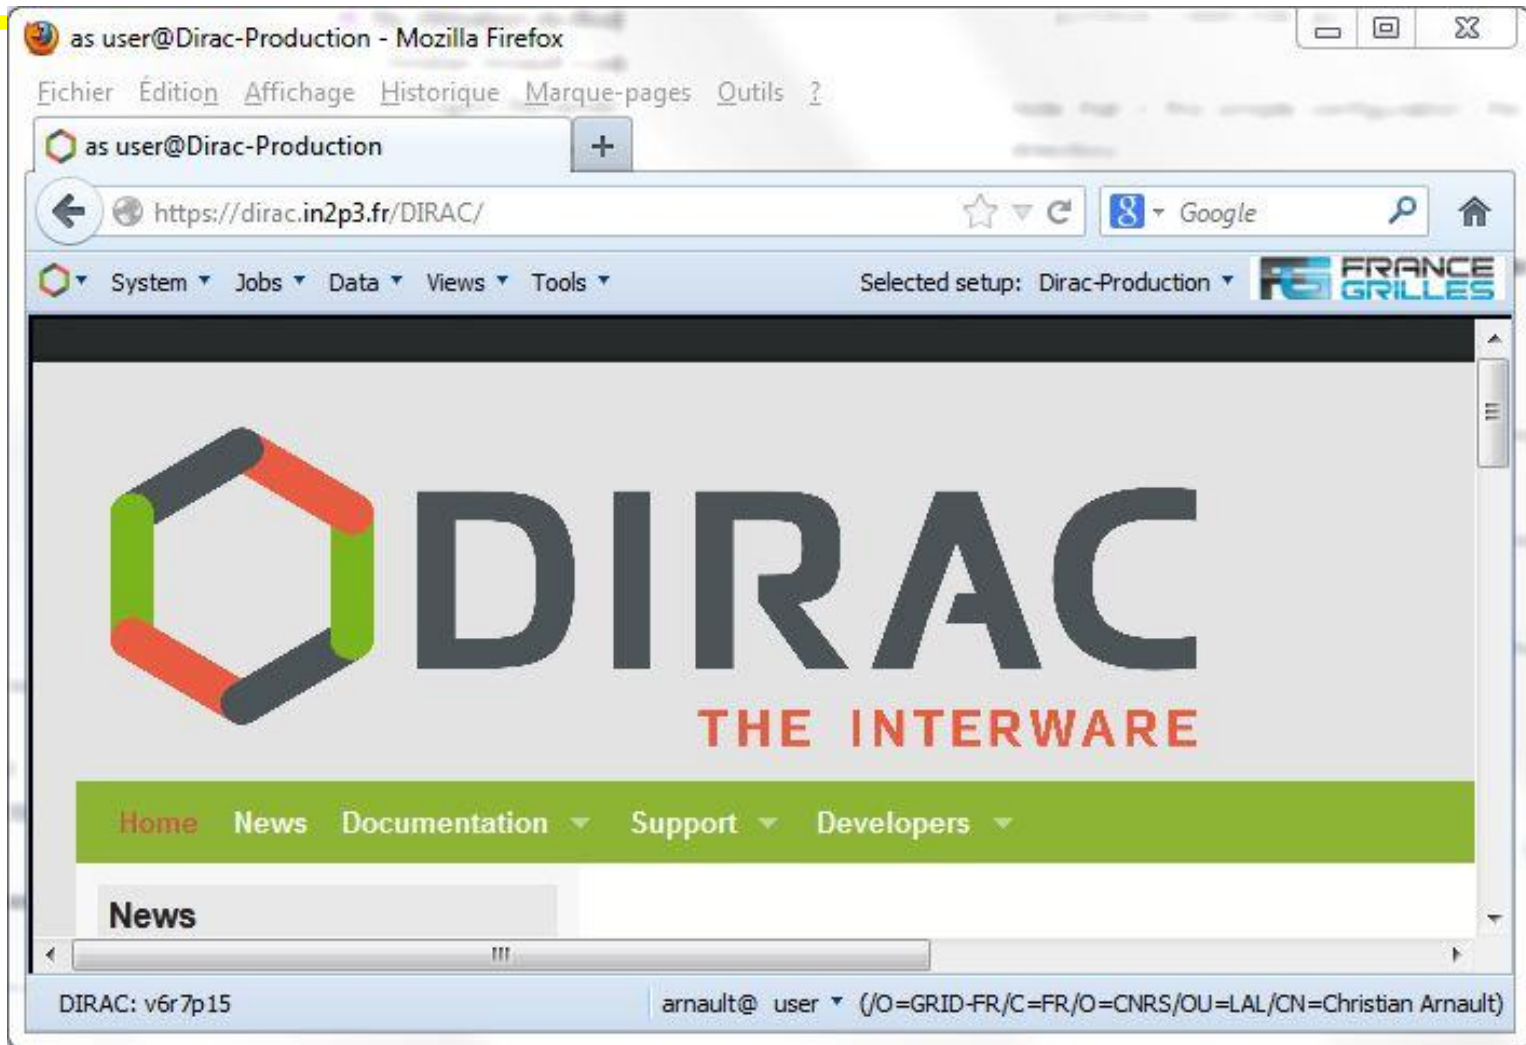 as user@Dirac-Production - Mozilla Firefox
Fichier Édition Affichage Historique Marque-pages Outils ?
as user@Dirac-Production +
https://dirac.in2p3.fr/DIRAC/ 8 Google
System Jobs Data Views Tools Selected setup: Dirac-Production FG FRANCE GRILLES
DIRAC
THE INTERWARE
Home News Documentation Support Developers
News
DIRAC: v6r7p15 arnault@ user (/O=GRID-FR/C=FR/O=CNRS/OU=LAL/CN=Christian Arnault)